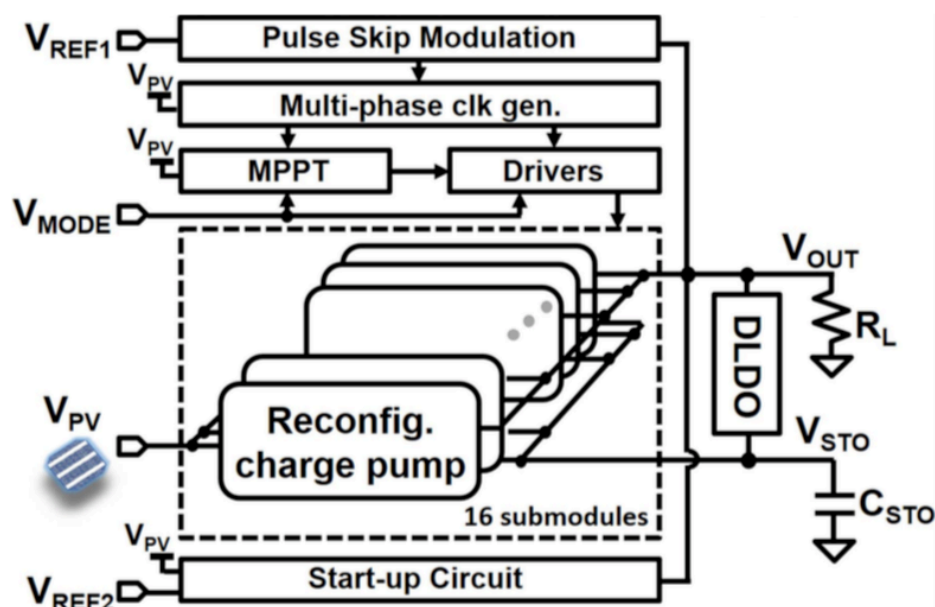 VREF1
Pulse Skip Modulation
VPV
Multi-phase clk gen.
VPV
MPPT
Drivers
VMODE
VOUT
RL
DLDO
VPV
Reconfig.
charge pump
VSTO
CSTO
16 submodules
VPV
Start-up Circuit
VREF2